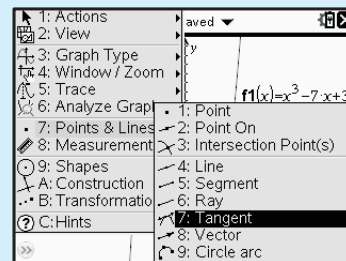 1: Actions
2: View
3: Graph Type
4: Window / Zoom
5: Trace
6: Analyze Grap
7: Points & Lines
8: Measurement
9: Shapes
A: Construction
B: Transformatio
C:Hints
aved
y
f1(x)=x³-7·x+3
1: Point
2: Point On
3: Intersection Point(s)
4: Line
5: Segment
6: Ray
7: Tangent
8: Vector
9: Circle arc